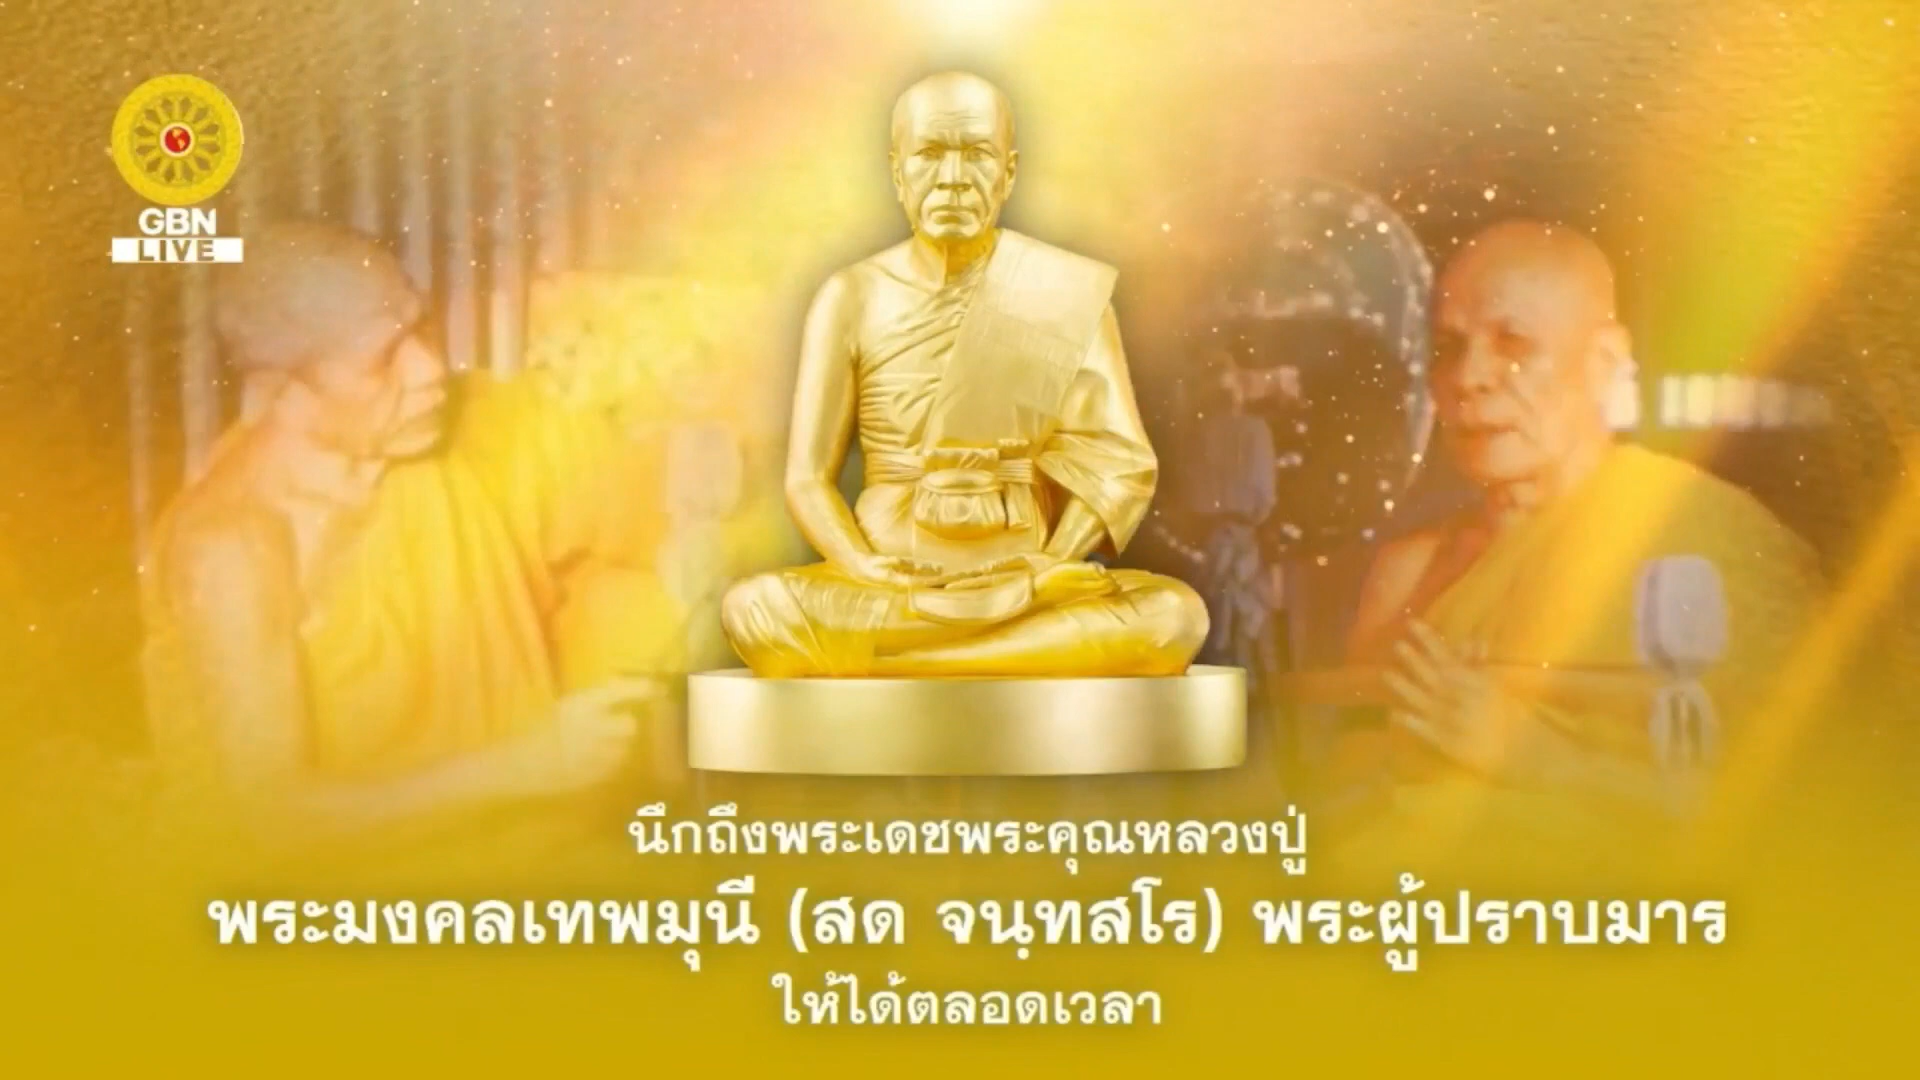 GBN
LIVE
นึกถึงพระเดชพระคุณหลวงปู่
พระมงคลเทพมุนี (สด จนฺทสโร) พระผู้ปราบมาร
ให้ได้ตลอดเวลา